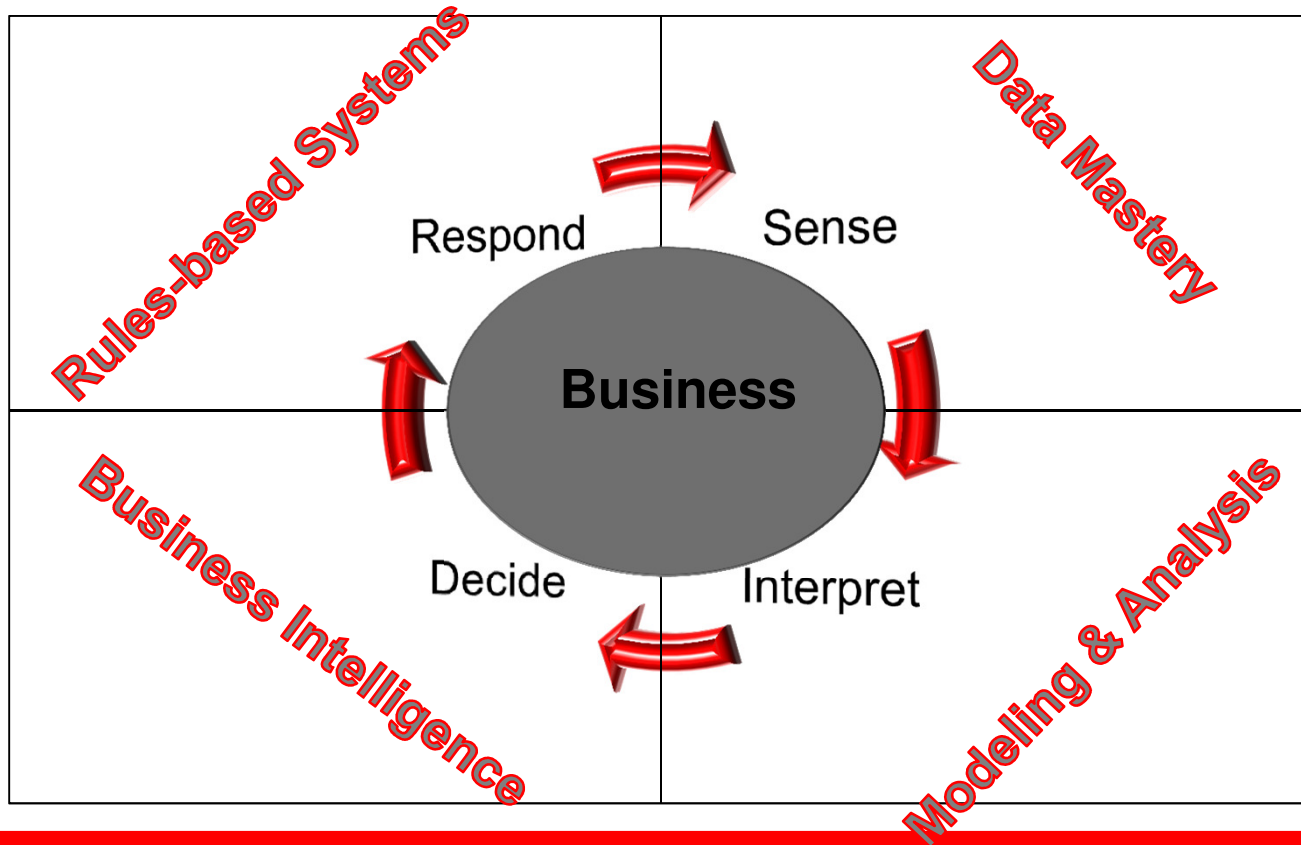 Rules-based Systems
Data Mastery
Respond
Sense
Business
Decide
Interpret
Business Intelligence
Modeling & Analysis